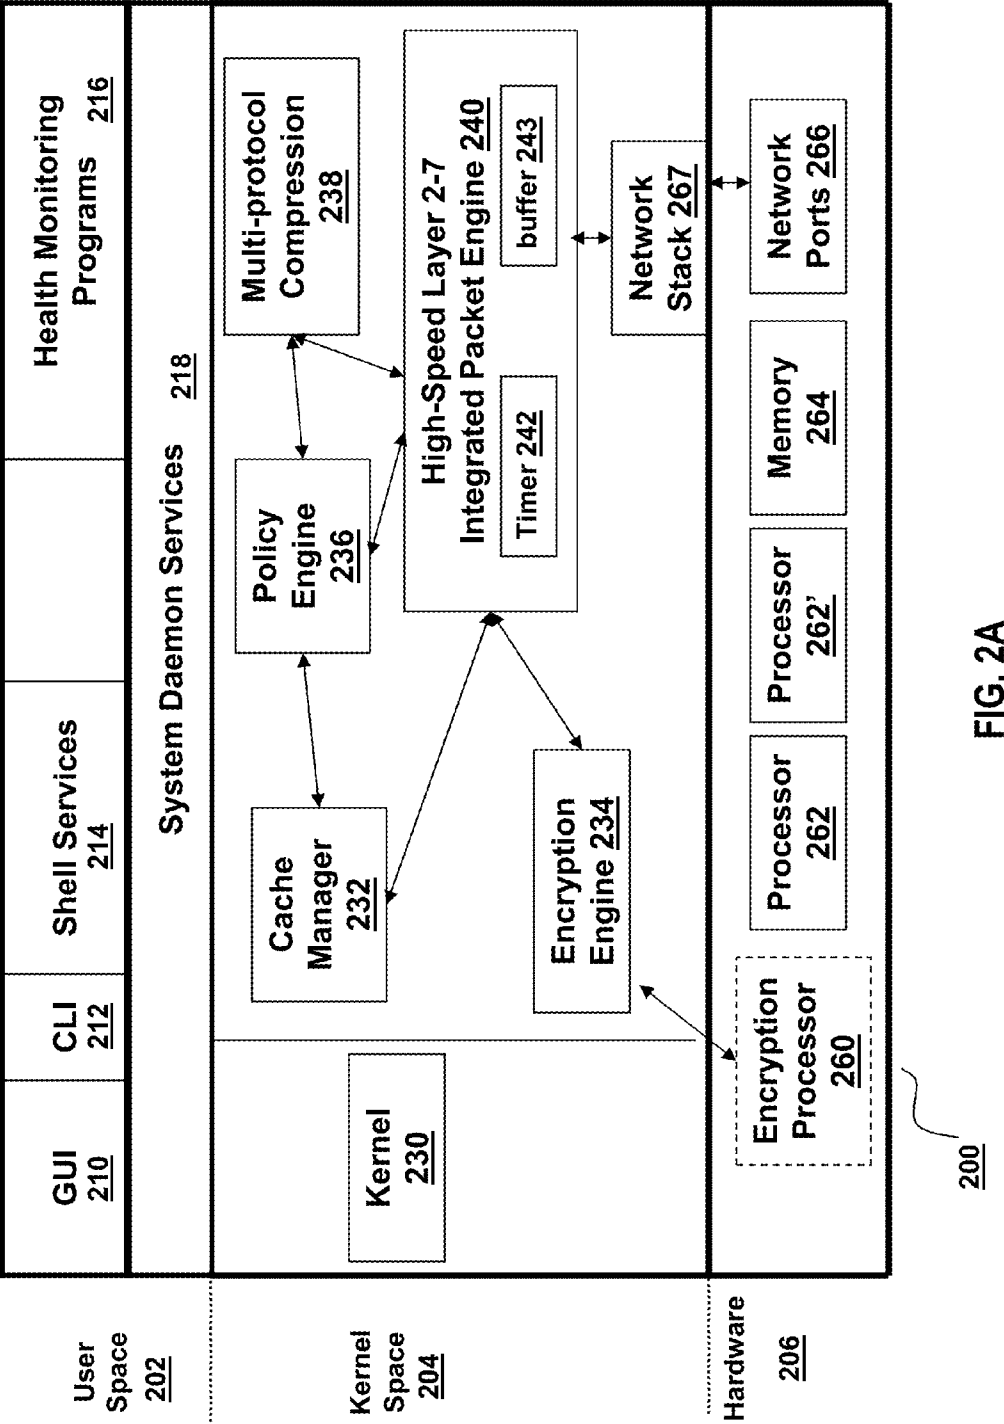 User
Space
202
GUI
210
CLI
212
Shell Services
214
Health Monitoring
Programs 216
System Daemon Services 218
Kernel
Space
204
Kernel
230
Cache
Manager
232
Policy
Engine
236
Multi-protocol
Compression
238
High-Speed Layer 2-7
Integrated Packet Engine 240
Timer 242
buffer 243
Encryption
Engine 234
Network
Stack 267
Hardware
206
Encryption
Processor
260
Processor
262
Processor
262’
Memory
264
Network
Ports 266
200
FIG. 2A